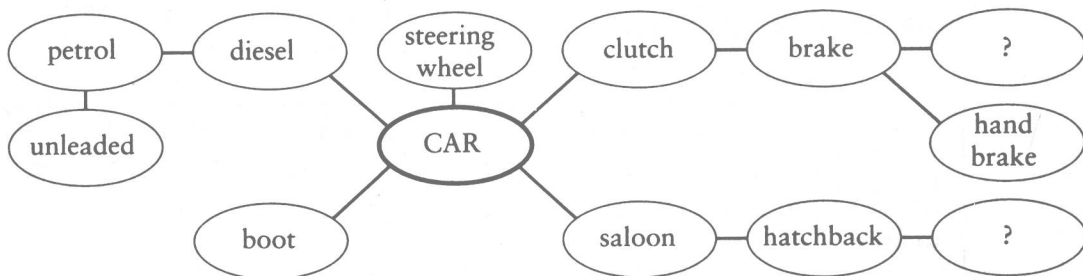 petrol
diesel
steering
wheel
clutch
brake
?
unleaded
CAR
hand
brake
boot
saloon
hatchback
?